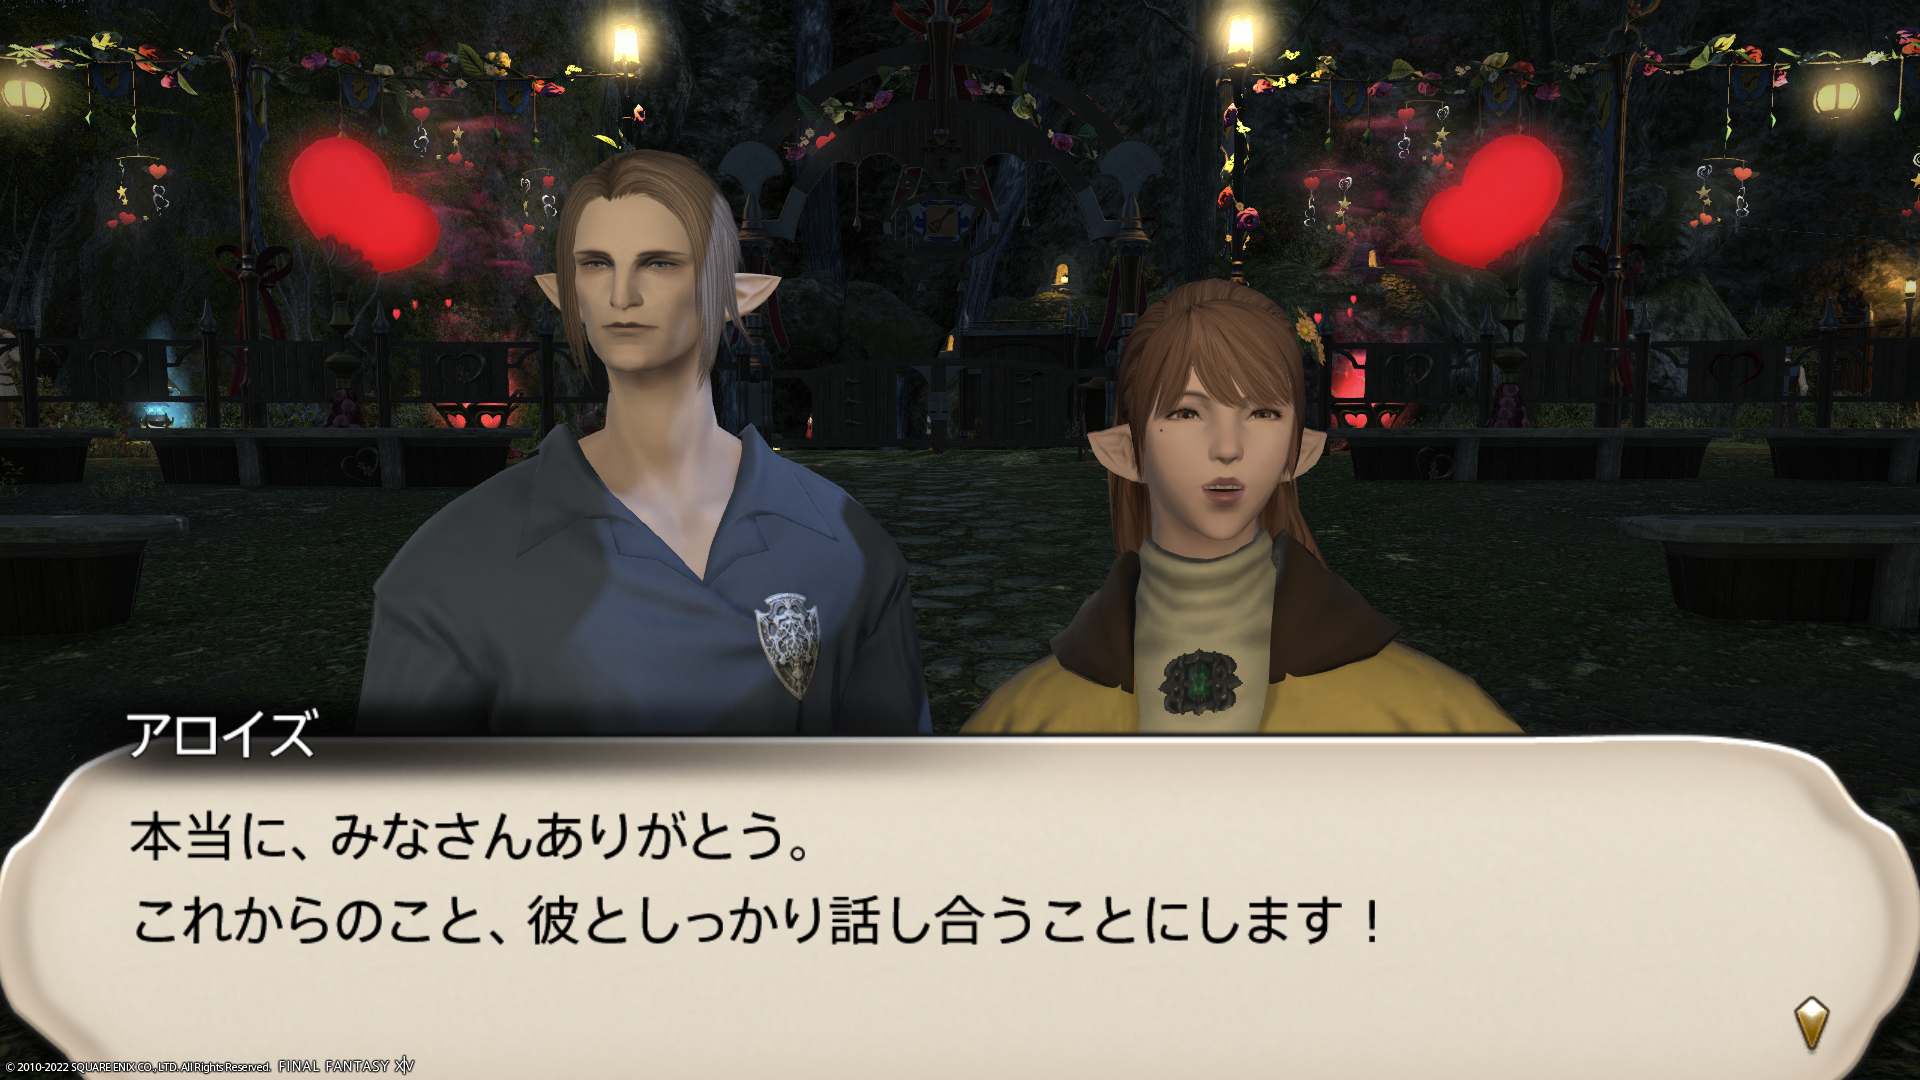 アロイズ
本当に、みなさんありがとう。
これからのこと、彼としっかり話し合うことにします！
© 2010-2022 SQUARE ENIX CO., LTD. All Rights Reserved. FINAL FANTASY XIV